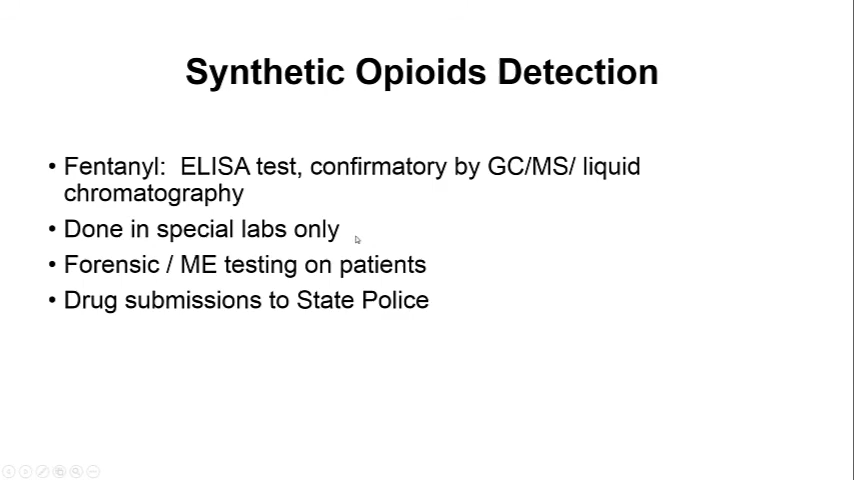 Synthetic Opioids Detection
• Fentanyl:  ELISA test, confirmatory by GC/MS/ liquid
chromatography
• Done in special labs only
• Forensic / ME testing on patients
• Drug submissions to State Police